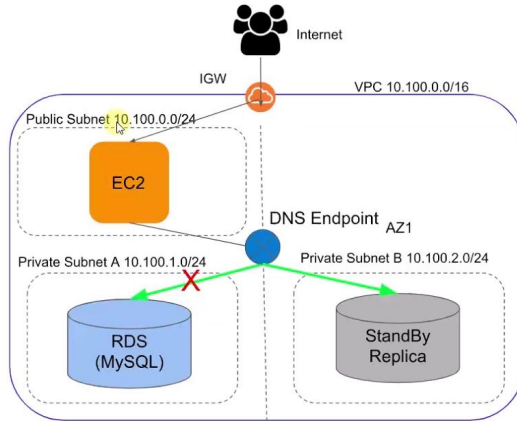 Internet
IGW
VPC 10.100.0.0/16
Public Subnet 10.100.0.0/24
EC2
DNS Endpoint
AZ1
Private Subnet A 10.100.1.0/24
Private Subnet B 10.100.2.0/24
RDS
(MySQL)
StandBy
Replica